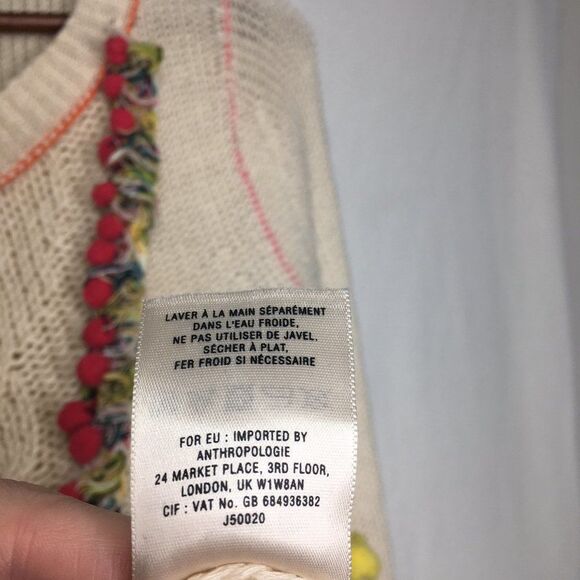 LAVER À LA MAIN SÉPARÉMENT
DANS L'EAU FROIDE,
NE PAS UTILISER DE JAVEL.
SÉCHER À PLAT,
FER FROID SI NÉCESSAIRE
FOR EU : IMPORTED BY
ANTHROPOLOGIE
24 MARKET PLACE, 3RD FLOOR,
LONDON, UK W1W8AN
CIF : VAT No. GB 684936382
J50020